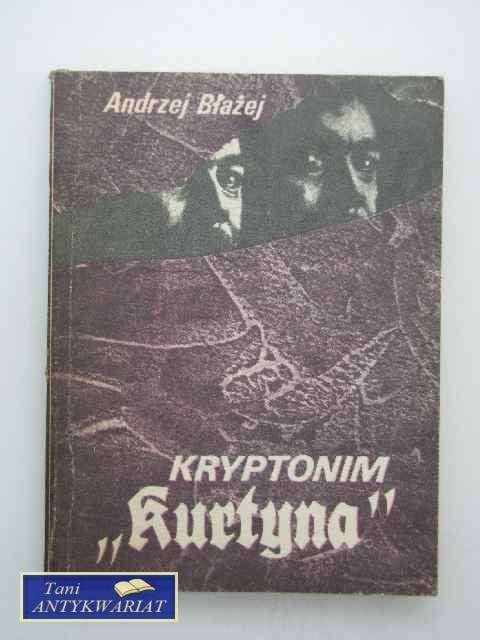 Andrzej Błażej
KRYPTONIM
„Kurtyna"
Tani
ANTYKWARIAT